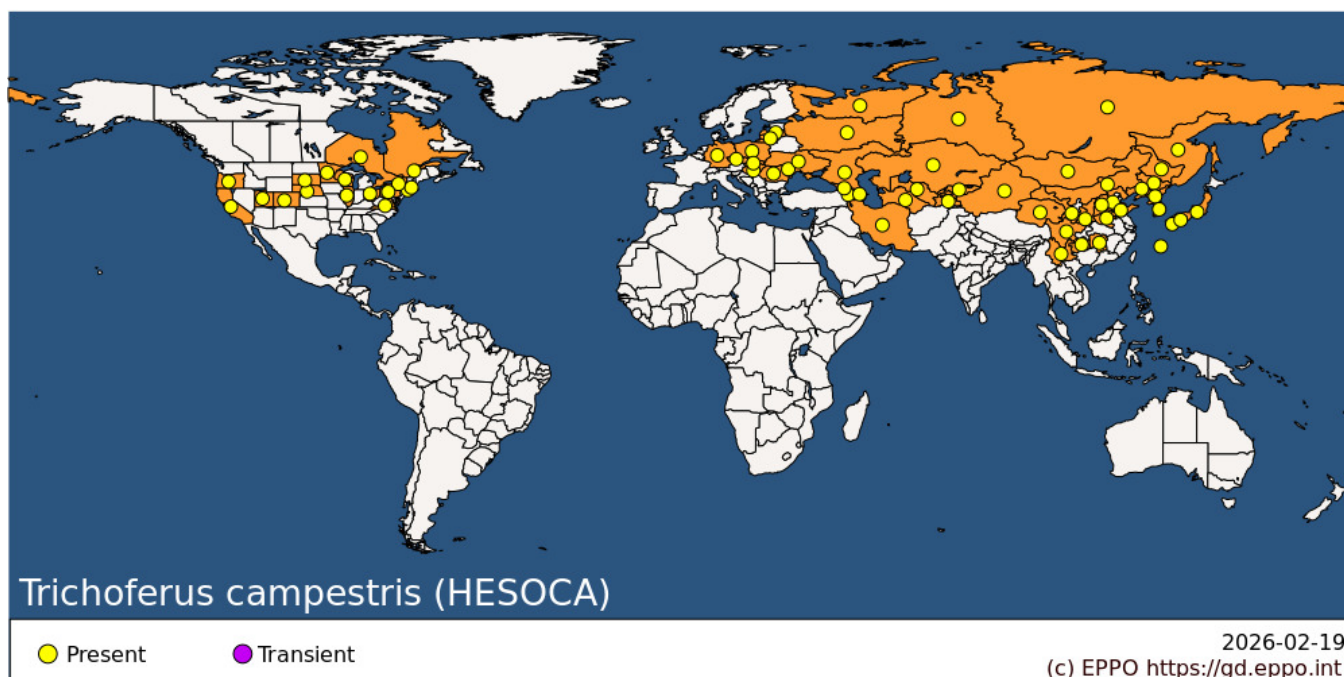 Trichoferus campestris (HESOCA)
Present
Transient
2026-02-19
(c) EPPO https://gd.eppo.int